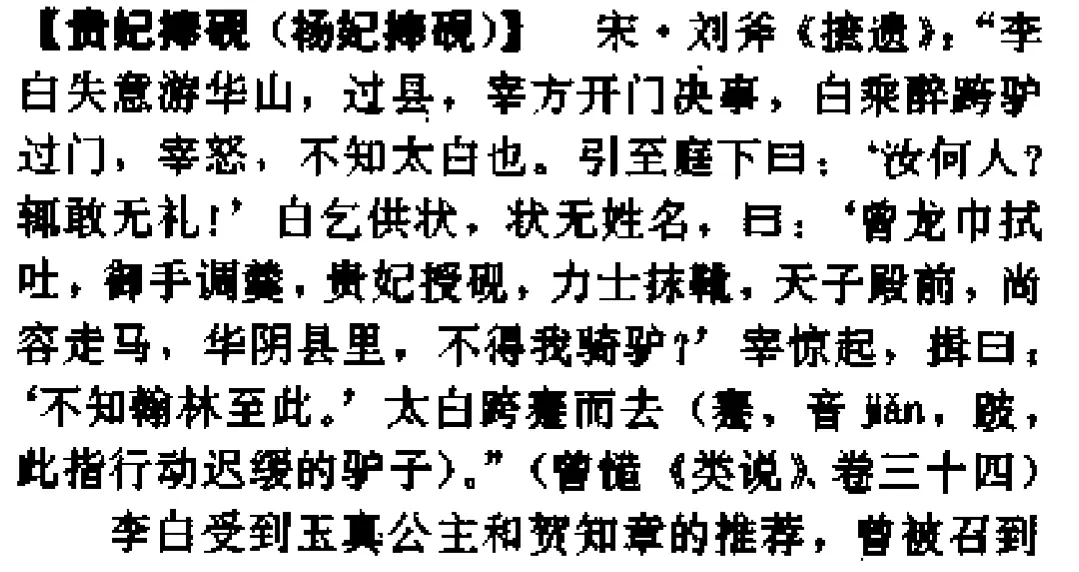 【贵妃捧砚（杨妃捧砚）】 宋·刘斧《摭遗》：“李
白失意游华山，过县，宰方开门决事，白乘醉跨驴
过门，宰怒，不知太白也。引至庭下曰：‘汝何人？
辄敢无礼！’白乞供状，状无姓名，曰：‘曾龙巾拭
吐，御手调羹，贵妃授砚，力士抹靴，天子殿前，尚
容走马，华阴县里，不得我骑驴？’宰惊起，揖曰：
‘不知翰林至此。’太白跨蹇而去（蹇，音jiǎn，跛，
此指行动迟缓的驴子）。”（曾慥《类说》卷三十四）
李白受到玉真公主和贺知章的推荐，曾被召到